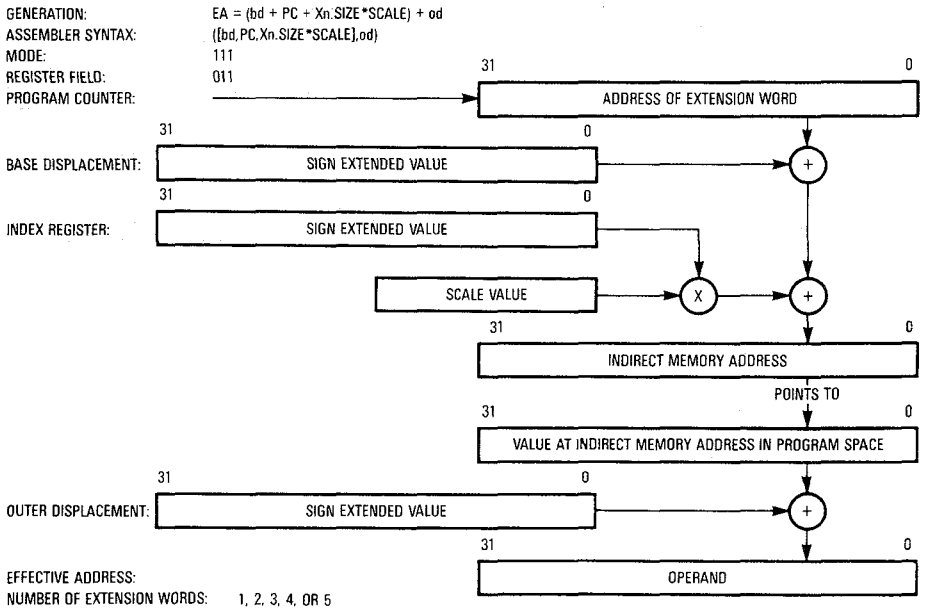 GENERATION: EA = (bd + PC + Xn.SIZE*SCALE) + od
ASSEMBLER SYNTAX: ([bd,PC,Xn.SIZE*SCALE],od)
MODE: 111
REGISTER FIELD: 011
31 0
PROGRAM COUNTER: ADDRESS OF EXTENSION WORD
31 0
BASE DISPLACEMENT: SIGN EXTENDED VALUE +
31 0
INDEX REGISTER: SIGN EXTENDED VALUE
SCALE VALUE X +
31 0
INDIRECT MEMORY ADDRESS
POINTS TO
31 0
VALUE AT INDIRECT MEMORY ADDRESS IN PROGRAM SPACE
31 0
OUTER DISPLACEMENT: SIGN EXTENDED VALUE +
31 0
EFFECTIVE ADDRESS: OPERAND
NUMBER OF EXTENSION WORDS: 1, 2, 3, 4, OR 5